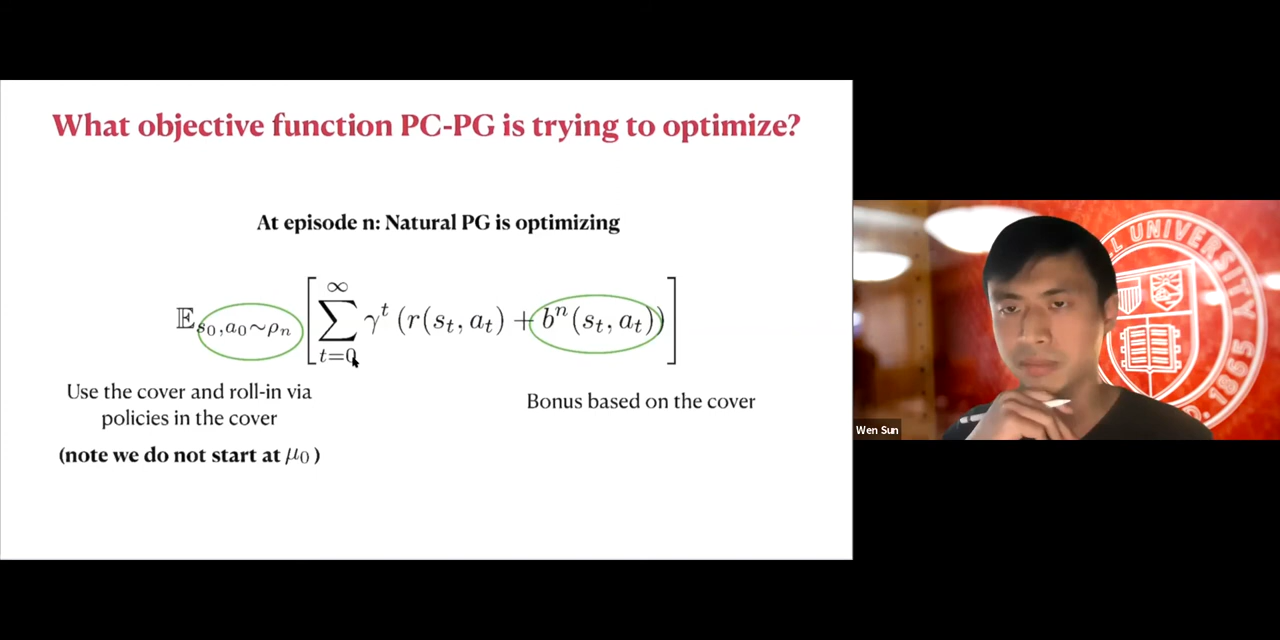 What objective function PC-PG is trying to optimize?
At episode n: Natural PG is optimizing
𝔼_{s_0,a_0∼ρ_n} [ ∑_{t=0}^{∞} γ^t (r(s_t, a_t) + b^n(s_t, a_t)) ]
Use the cover and roll-in via
policies in the cover
(note we do not start at μ_0 )
Bonus based on the cover
Wen Sun
UNIVERSITY
D. 1865